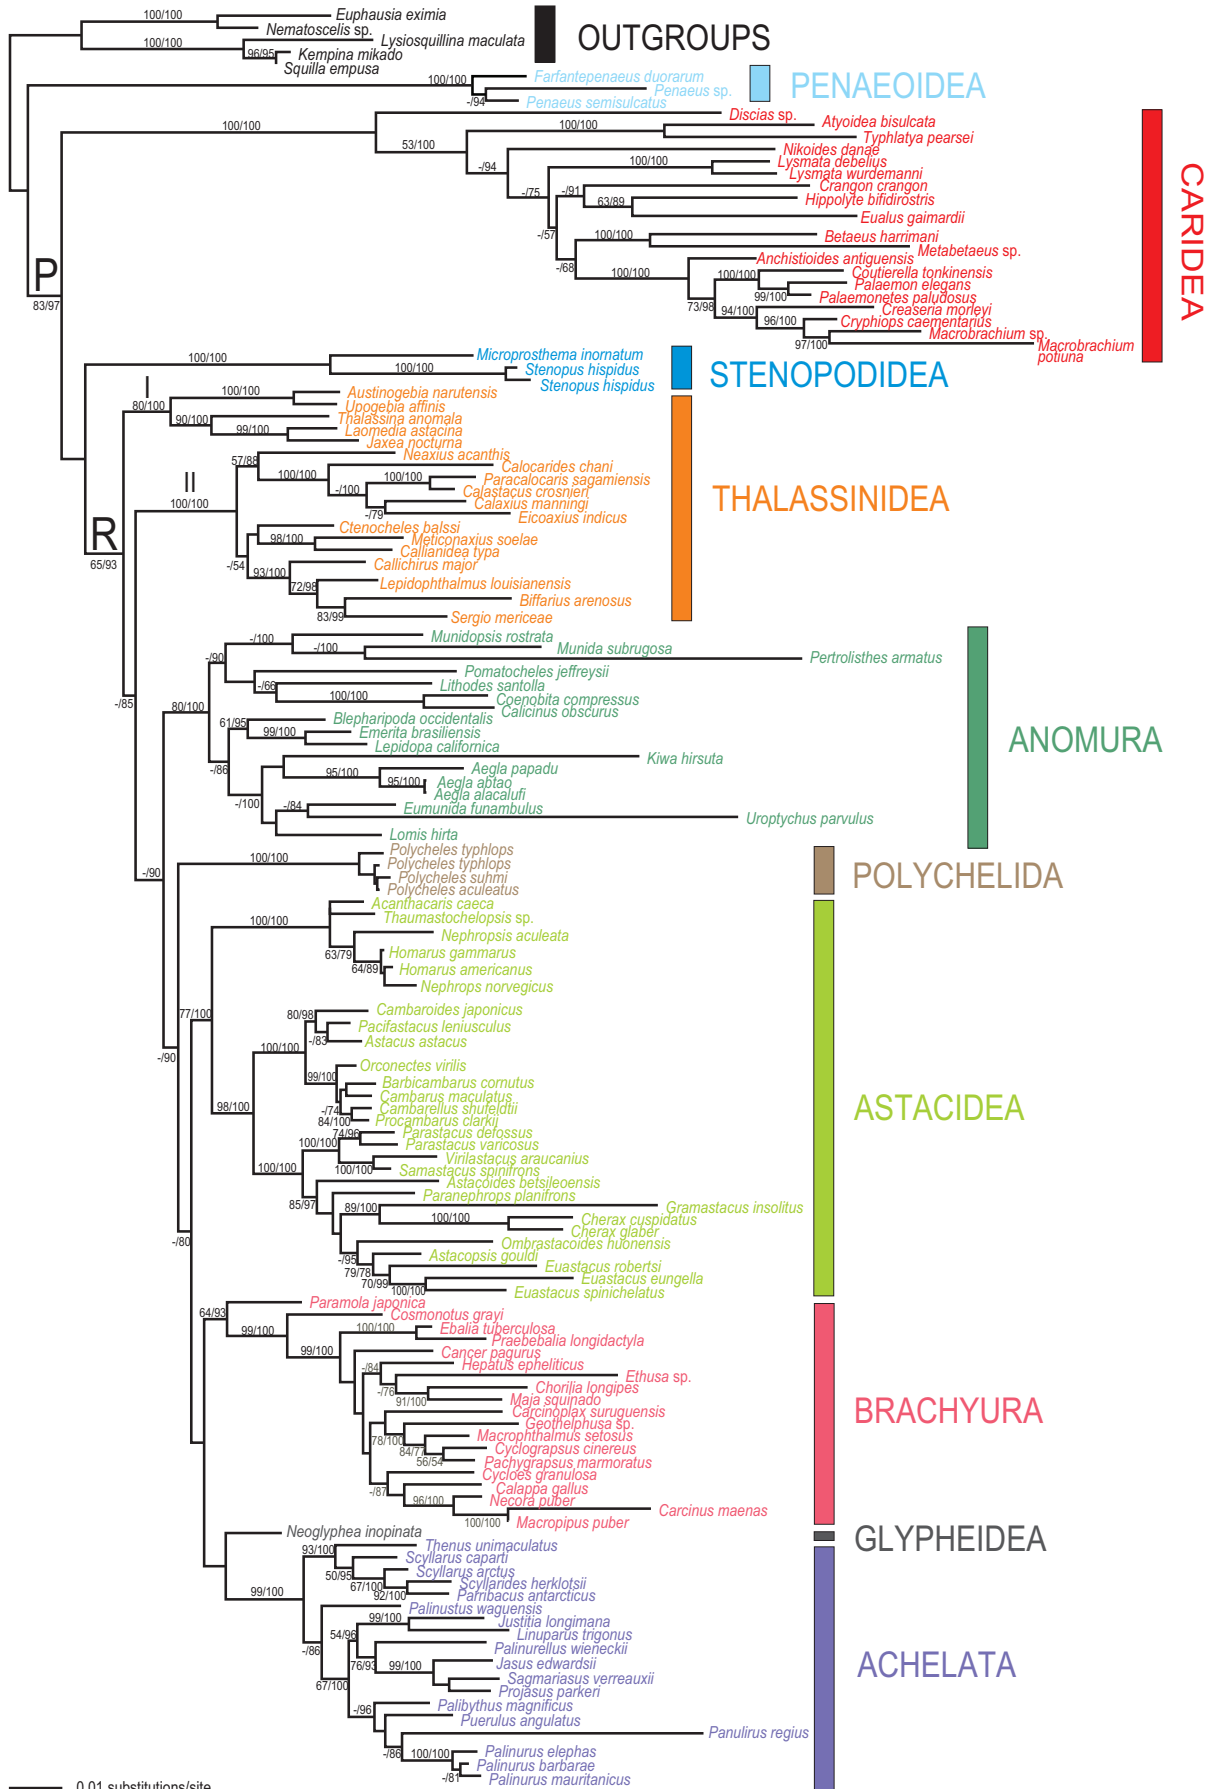 100/100
Euphausia eximia
Nematoscelis sp.
100/100
Lysiosquillina maculata
96/95
Kempina mikado
Squilla empusa
OUTGROUPS
100/100
Farfantepenaeus duorarum
Penaeus sp.
-/94
Penaeus semisulcatus
PENAEOIDEA
P
83/97
100/100
Discias sp.
53/100
100/100
Atyoidea bisulcata
Typhlatya pearsei
-/94
Nikoides danae
-/75
100/100
Lysmata debelius
Lysmata wurdemanni
-/91
Crangon crangon
63/89
Hippolyte bifidirostris
Eualus gaimardii
-/57
100/100
Betaeus harrimani
Metabetaeus sp.
-/68
100/100
Anchistioides antiguensis
73/98
100/100
Coutierella tonkinensis
Palaemon elegans
99/100
Palaemonetes paludosus
94/100
Creaseria morleyi
96/100
Cryphiops caementarius
Macrobrachium sp.
97/100
Macrobrachium
potiuna
CARIDEA
100/100
Microprosthema inornatum
100/100
Stenopus hispidus
Stenopus hispidus
STENOPODIDEA
R
65/93
I
80/100
100/100
Austinogebia narutensis
Upogebia affinis
90/100
Thalassina anomala
99/100
Laomedia astacina
Jaxea nocturna
II
100/100
57/88
Neaxius acanthis
100/100
Calocarides chani
-/100
100/100
Paracalocaris sagamiensis
Calastacus crosnieri
Calaxius manningi
-/79
Eicoaxius indicus
-/54
Ctenocheles balssi
98/100
Meticonaxius soelae
Callianidea typa
93/100
Callichirus major
72/98
Lepidophthalmus louisianensis
Biffarius arenosus
83/99
Sergio mericeae
THALASSINIDEA
-/85
80/100
-/90
-/100
Munidopsis rostrata
-/100
Munida subrugosa
Pertrolisthes armatus
Pomatocheles jeffreysii
-/66
Lithodes santolla
100/100
Coenobita compressus
Calicinus obscurus
-/86
61/95
Blepharipoda occidentalis
99/100
Emerita brasiliensis
Lepidopa californica
-/100
Kiwa hirsuta
95/100
Aegla papadu
95/100
Aegla abtao
Aegla alacalufi
-/84
Eumunida funambulus
Uroptychus parvulus
Lomis hirta
ANOMURA
-/90
100/100
Polycheles typhlops
Polycheles typhlops
Polycheles suhmi
Polycheles aculeatus
POLYCHELIDA
-/90
77/100
100/100
Acanthacaris caeca
Thaumastochelopsis sp.
63/79
Nephropsis aculeata
64/89
Homarus gammarus
Homarus americanus
Nephrops norvegicus
98/100
100/100
80/98
Cambaroides japonicus
-/83
Pacifastacus leniusculus
Astacus astacus
99/100
Orconectes virilis
Barbicambarus cornutus
-/74
Cambarus maculatus
Cambarellus shufeldtii
84/100
Procambarus clarkii
100/100
100/100
74/96
Parastacus defossus
Parastacus varicosus
100/100
Virilastacus araucanius
Samastacus spinifrons
85/97
Astacoides betsileoensis
Paranephrops planifrons
89/100
Gramastacus insolitus
100/100
Cherax cuspidatus
Cherax glaber
-/95
Ombrastacoides huonensis
79/78
Astacopsis gouldi
70/99
Euastacus robertsi
100/100
Euastacus eungella
Euastacus spinichelatus
ASTACIDEA
-/80
64/93
Paramola japonica
99/100
Cosmonotus grayi
99/100
100/100
Ebalia tuberculosa
Praebebalia longidactyla
Cancer pagurus
-/84
Hepatus epheliticus
-/76
Ethusa sp.
91/100
Chorilia longipes
Maja squinado
Carcinoplax suruguensis
78/100
Geothelphusa sp.
84/77
Macrophthalmus setosus
56/54
Cyclograpsus cinereus
Pachygrapsus marmoratus
-/87
Cycloes granulosa
Calappa gallus
96/100
Necora puber
Carcinus maenas
100/100
Macropipus puber
BRACHYURA
Neoglyphea inopinata
GLYPHEIDEA
99/100
93/100
Thenus unimaculatus
50/95
Scyllarus caparti
67/100
Scyllarus arctus
92/100
Scyllarides herklotsii
Parribacus antarcticus
-/86
Palinustus waguensis
67/100
54/96
99/100
Justitia longimana
Linuparus trigonus
76/93
Palinurellus wieneckii
99/100
Jasus edwardsii
Sagmariasus verreauxii
Projasus parkeri
-/96
Palibythus magnificus
Puerulus angulatus
-/86
Panulirus regius
100/100
Palinurus elephas
Palinurus barbarae
-/81
Palinurus mauritanicus
ACHELATA
0.01 substitutions/site